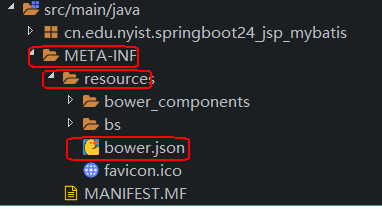 src/main/java
cn.edu.nyist.springboot24_jsp_mybatis
META-INF
resources
bower_components
bs
bower.json
favicon.ico
MANIFEST.MF